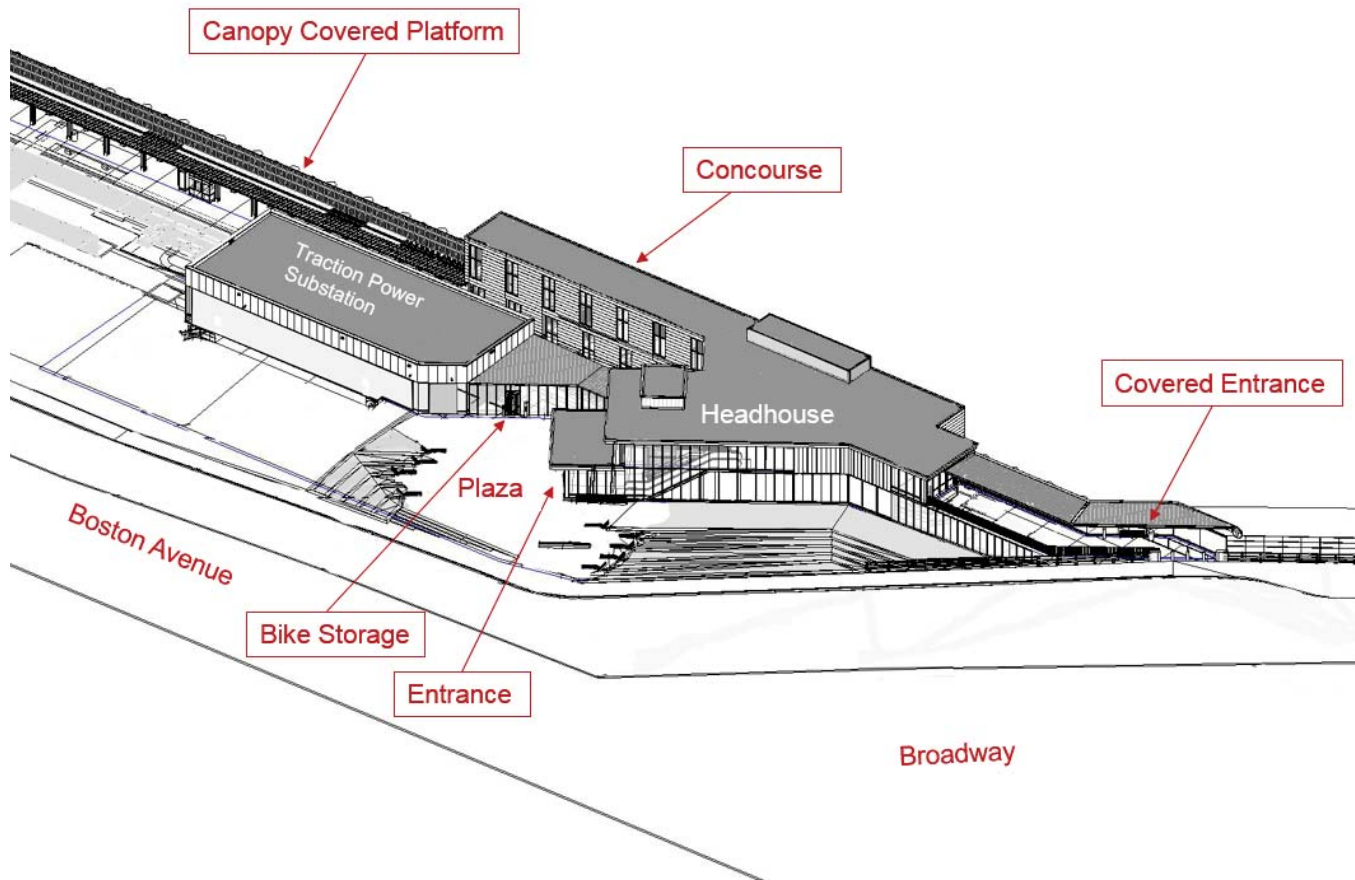 Canopy Covered Platform
Concourse
Traction Power
Substation
Covered Entrance
Headhouse
Plaza
Boston Avenue
Bike Storage
Entrance
Broadway